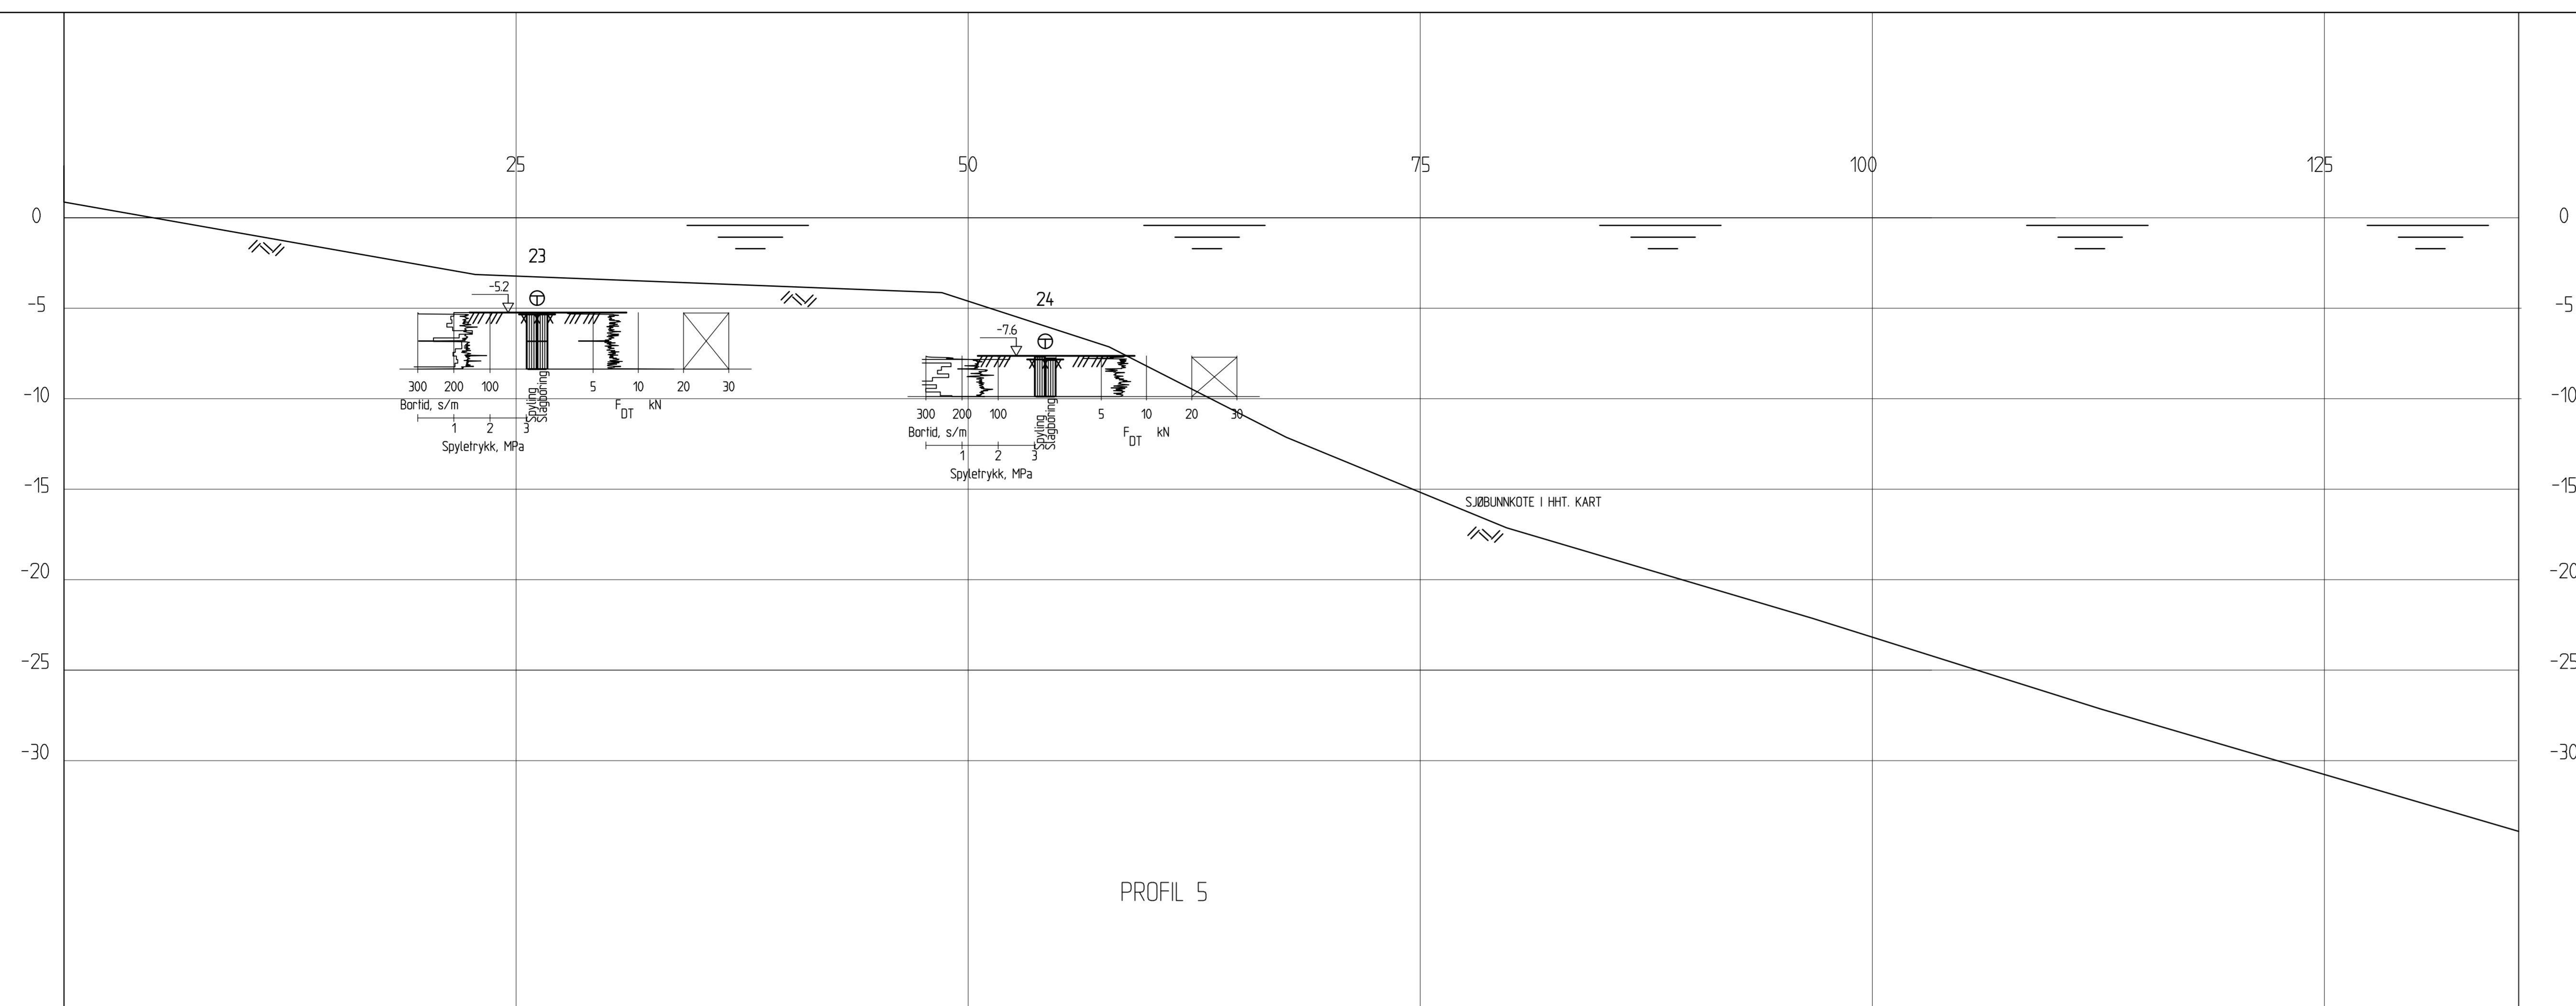 25 50 75 100 125
0 0
23
-5.2
-5 -5
24
-7.6
300 200 100 5 10 20 30
Bortid, s/m Spyling Slagboring F DT kN
1 2 3
Spyletrykk, MPa
-10 -10
300 200 100 5 10 20 30
Bortid, s/m Spyling Slagboring F DT kN
1 2 3
Spyletrykk, MPa
-15 -15
SJØBUNNKOTE I HHT. KART
-20 -20
-25 -25
-30 -30
PROFIL 5